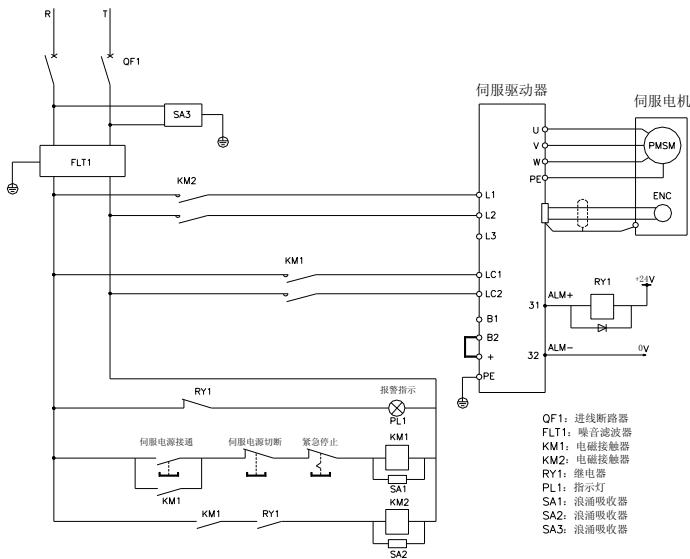 R
T
QF1
SA3
FLT1
伺服驱动器
伺服电机
U
V
W
PE
PMSM
ENC
KM2
L1
L2
L3
KM1
LC1
LC2
B1
B2
+
PE
31
ALM+
RY1
+24V
32
ALM-
0V
RY1
报警指示
PL1
伺服电源接通
伺服电源切断
紧急停止
KM1
KM1
SA1
KM1
RY1
KM2
SA2
QF1: 进线断路器
FLT1: 噪音滤波器
KM1: 电磁接触器
KM2: 电磁接触器
RY1: 继电器
PL1: 指示灯
SA1: 浪涌吸收器
SA2: 浪涌吸收器
SA3: 浪涌吸收器